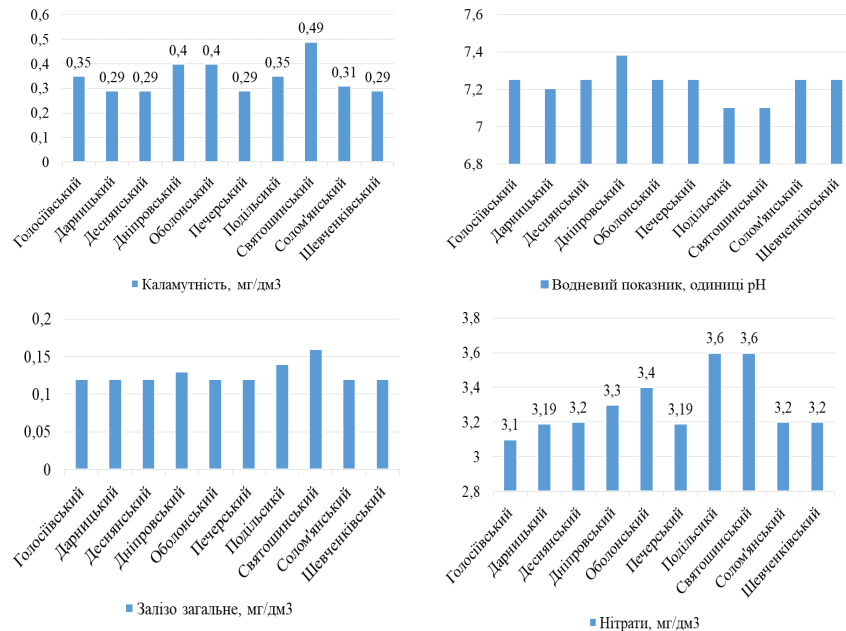 0,6
0,5
0,4
0,3
0,2
0,1
0
0,35
0,29
0,29
0,4
0,4
0,29
0,35
0,49
0,31
0,29
Голосіївський
Дарницький
Деснянський
Дніпровський
Оболонський
Печерський
Подільсикй
Святошинський
Солом'янський
Шевченківський
Каламутність, мг/дм3
7,6
7,4
7,2
7
6,8
Голосіївський
Дарницький
Деснянський
Дніпровський
Оболонський
Печерський
Подільсикй
Святошинський
Солом'янський
Шевченківський
Водневий показник, одиниці pH
0,2
0,15
0,1
0,05
0
Голосіївський
Дарницький
Деснянський
Дніпровський
Оболонський
Печерський
Подільсикй
Святошинський
Солом'янський
Шевченківський
Залізо загальне, мг/дм3
3,8
3,6
3,4
3,2
3
2,8
3,1
3,19
3,2
3,3
3,4
3,19
3,6
3,6
3,2
3,2
Голосіївський
Дарницький
Деснянський
Дніпровський
Оболонський
Печерський
Подільсикй
Святошинський
Солом'янський
Шевченківський
Нітрати, мг/дм3